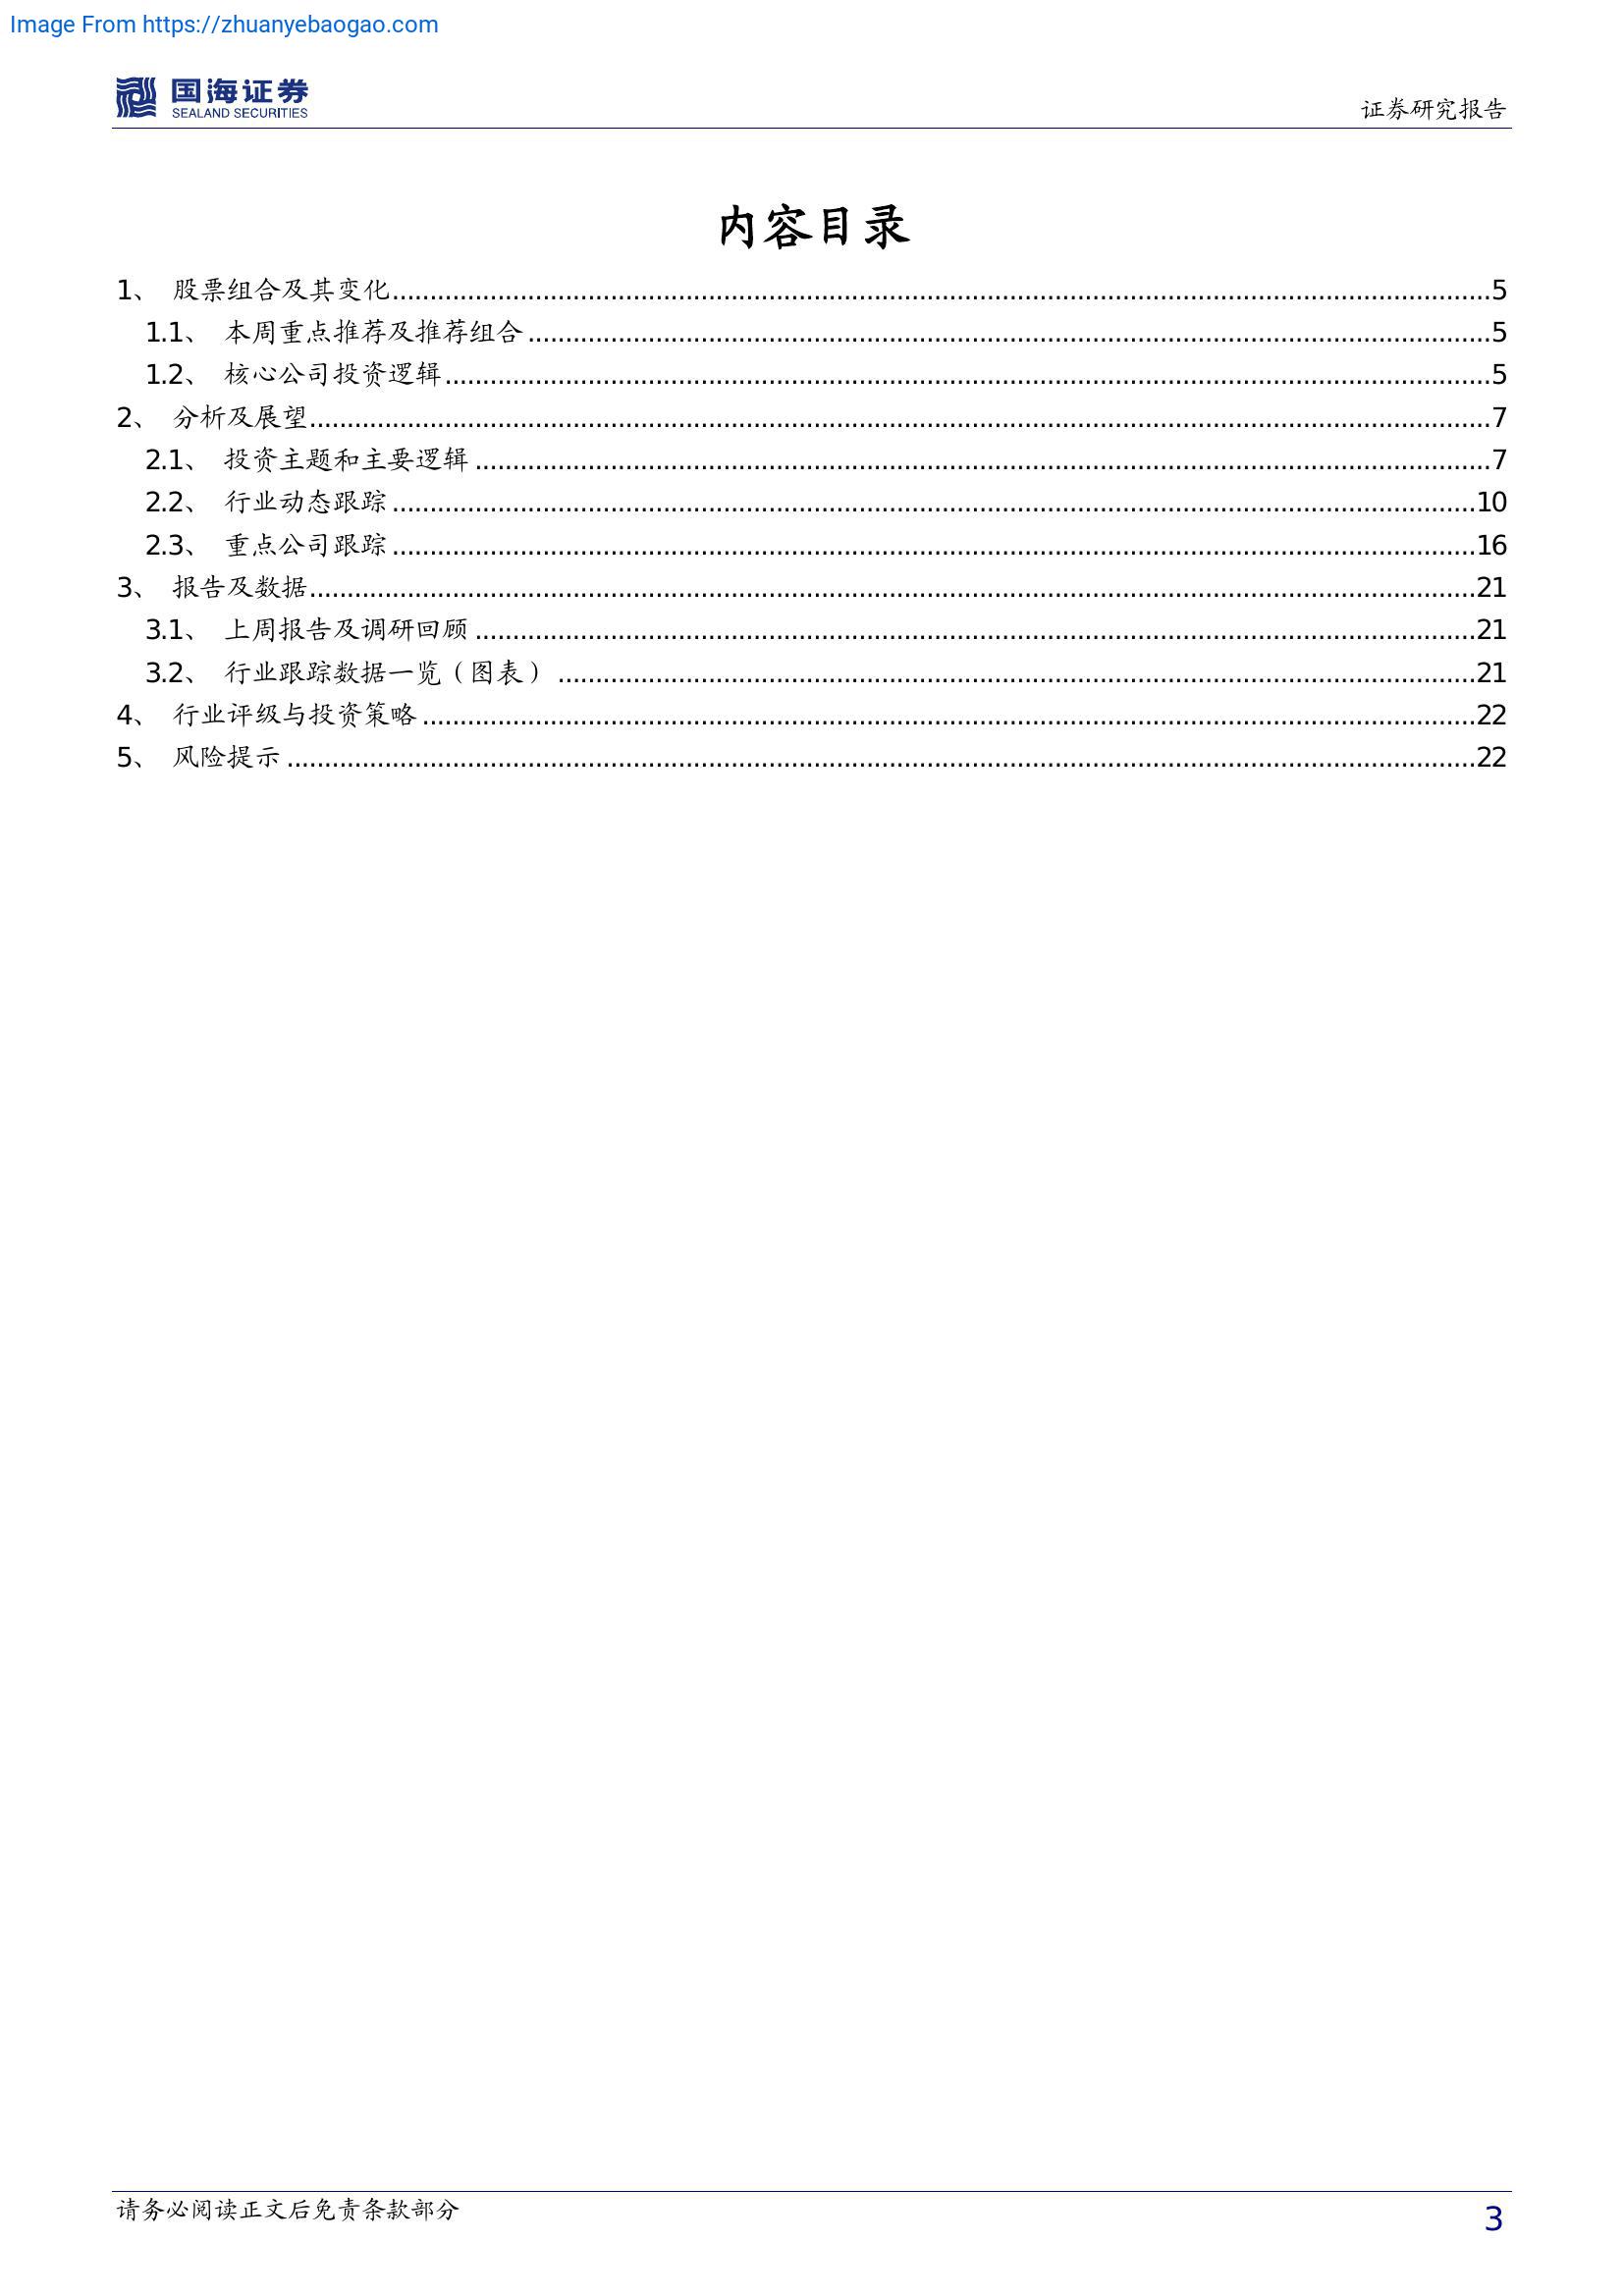 Image From https://zhuanyebaogao.com
国海证券
SEALAND SECURITIES
证券研究报告
内容目录
1、 股票组合及其变化........................5
1.1、 本周重点推荐及推荐组合........................5
1.2、 核心公司投资逻辑........................5
2、 分析及展望........................7
2.1、 投资主题和主要逻辑........................7
2.2、 行业动态跟踪........................10
2.3、 重点公司跟踪........................16
3、 报告及数据........................21
3.1、 上周报告及调研回顾........................21
3.2、 行业跟踪数据一览（图表）........................21
4、 行业评级与投资策略........................22
5、 风险提示........................22
请务必阅读正文后免责条款部分
3